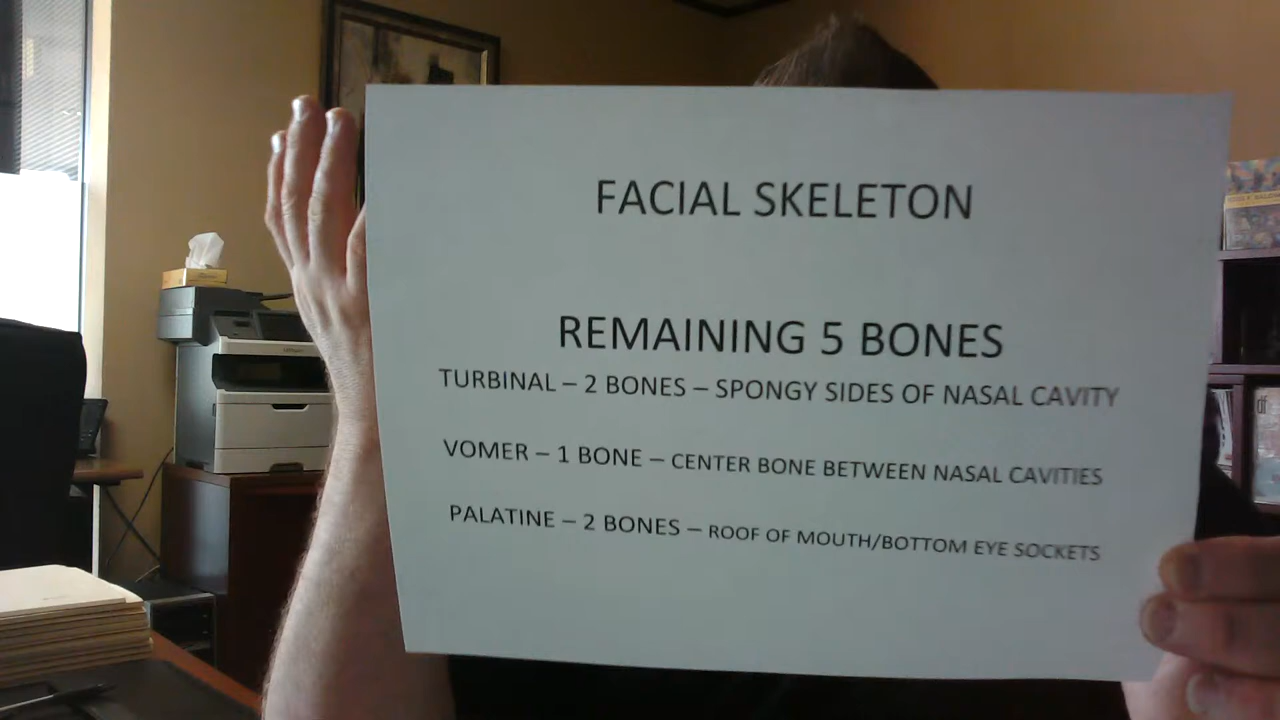 FACIAL SKELETON
REMAINING 5 BONES
TURBINAL – 2 BONES – SPONGY SIDES OF NASAL CAVITY
VOMER – 1 BONE – CENTER BONE BETWEEN NASAL CAVITIES
PALATINE – 2 BONES – ROOF OF MOUTH/BOTTOM EYE SOCKETS
df